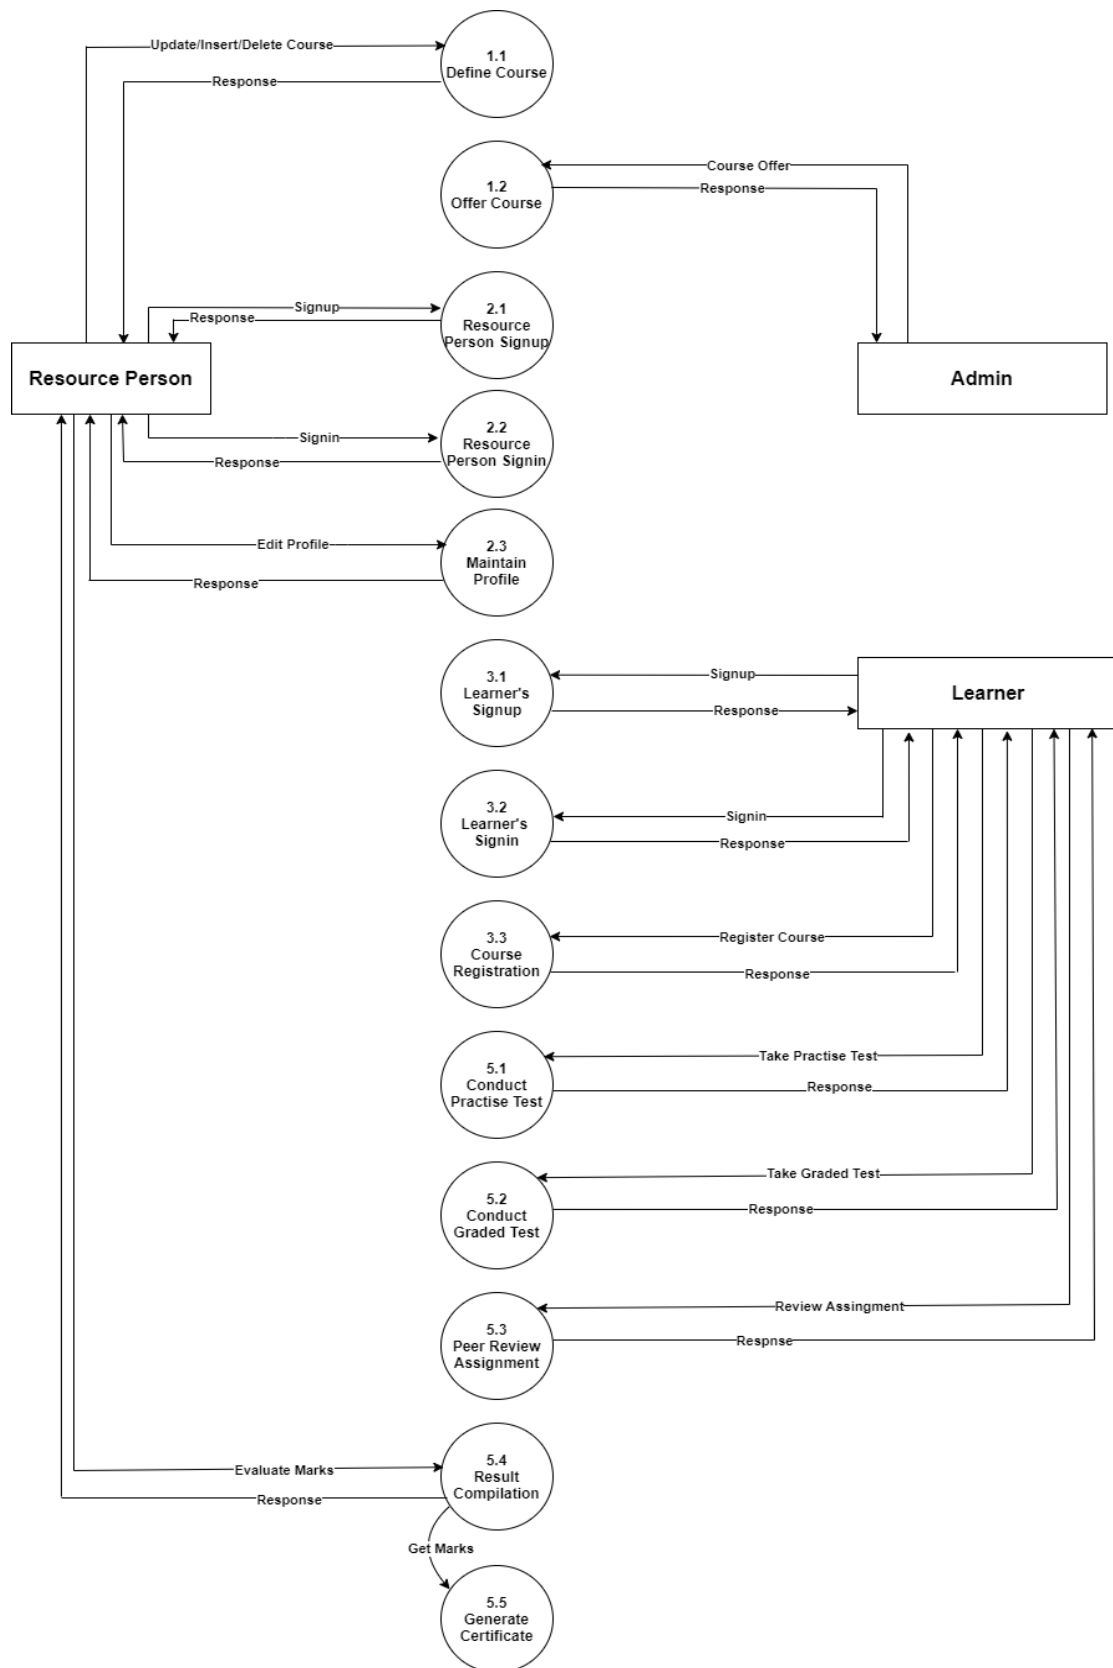 Update/Insert/Delete Course
1.1
Define Course
Response
1.2
Offer Course
Course Offer
Response
Signup
Response
2.1
Resource
Person Signup
Resource Person
Admin
Signin
Response
2.2
Resource
Person Signin
Edit Profile
Response
2.3
Maintain
Profile
3.1
Learner's
Signup
Signup
Response
Learner
3.2
Learner's
Signin
Signin
Response
3.3
Course
Registration
Register Course
Response
5.1
Conduct
Practise Test
Take Practise Test
Response
5.2
Conduct
Graded Test
Take Graded Test
Response
5.3
Peer Review
Assignment
Review Assingment
Respnse
Evaluate Marks
Response
5.4
Result
Compilation
Get Marks
5.5
Generate
Certificate